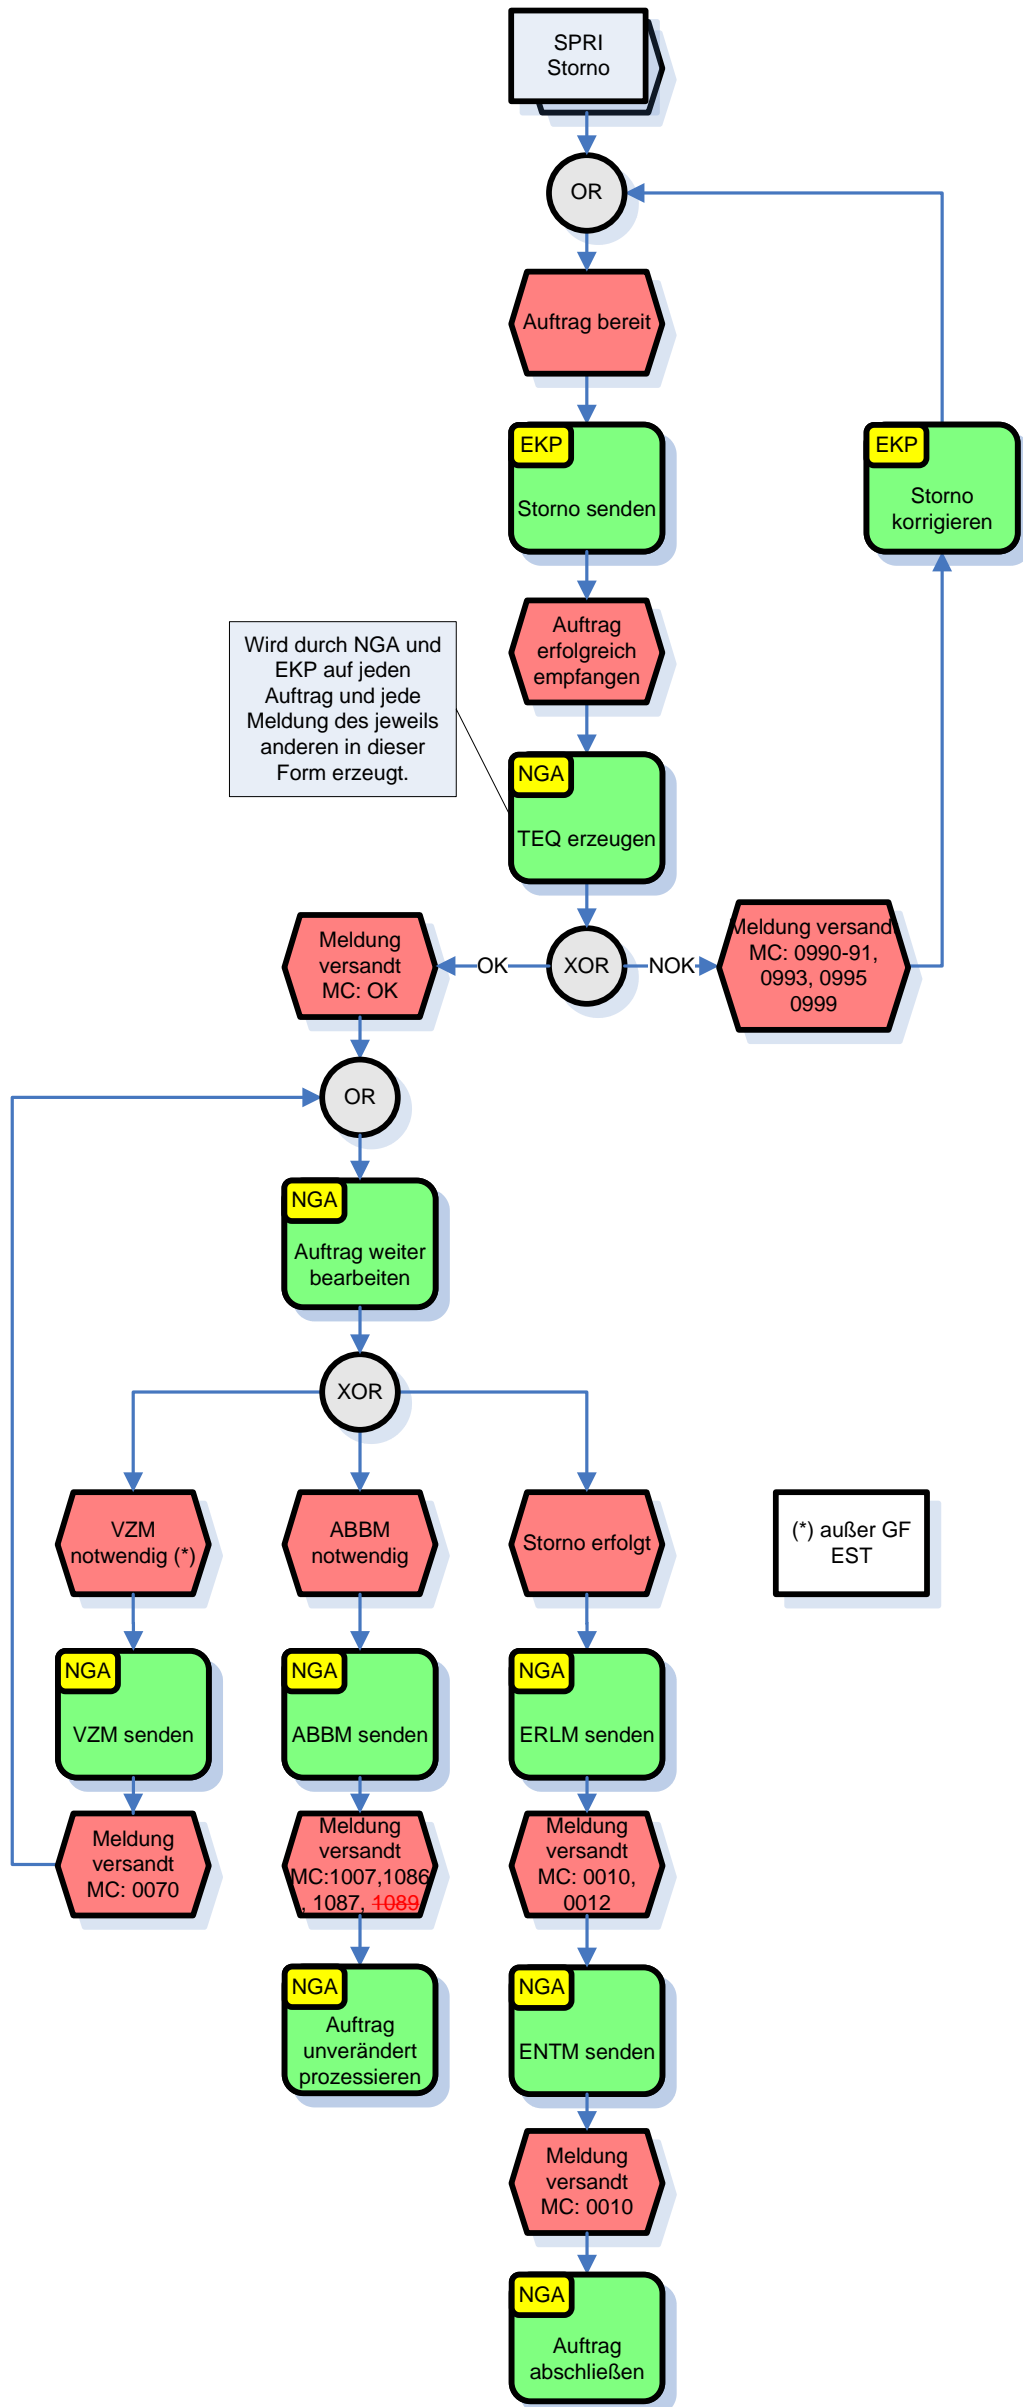 SPRI
Storno
OR
Auftrag bereit
EKP
Storno senden
EKP
Storno
korrigieren
Auftrag
erfolgreich
empfangen
Wird durch NGA und
EKP auf jeden
Auftrag und jede
Meldung des jeweils
anderen in dieser
Form erzeugt.
NGA
TEQ erzeugen
Meldung
versandt
MC: OK
OK
XOR
NOK
Meldung versandt
MC: 0990-91,
0993, 0995
0999
OR
NGA
Auftrag weiter
bearbeiten
XOR
VZM
notwendig (*)
ABBM
notwendig
Storno erfolgt
(*) außer GF
EST
NGA
VZM senden
NGA
ABBM senden
NGA
ERLM senden
Meldung
versandt
MC: 0070
Meldung
versandt
MC:1007,1086
, 1087, 1089
Meldung
versandt
MC: 0010,
0012
NGA
Auftrag
unverändert
prozessieren
NGA
ENTM senden
Meldung
versandt
MC: 0010
NGA
Auftrag
abschließen